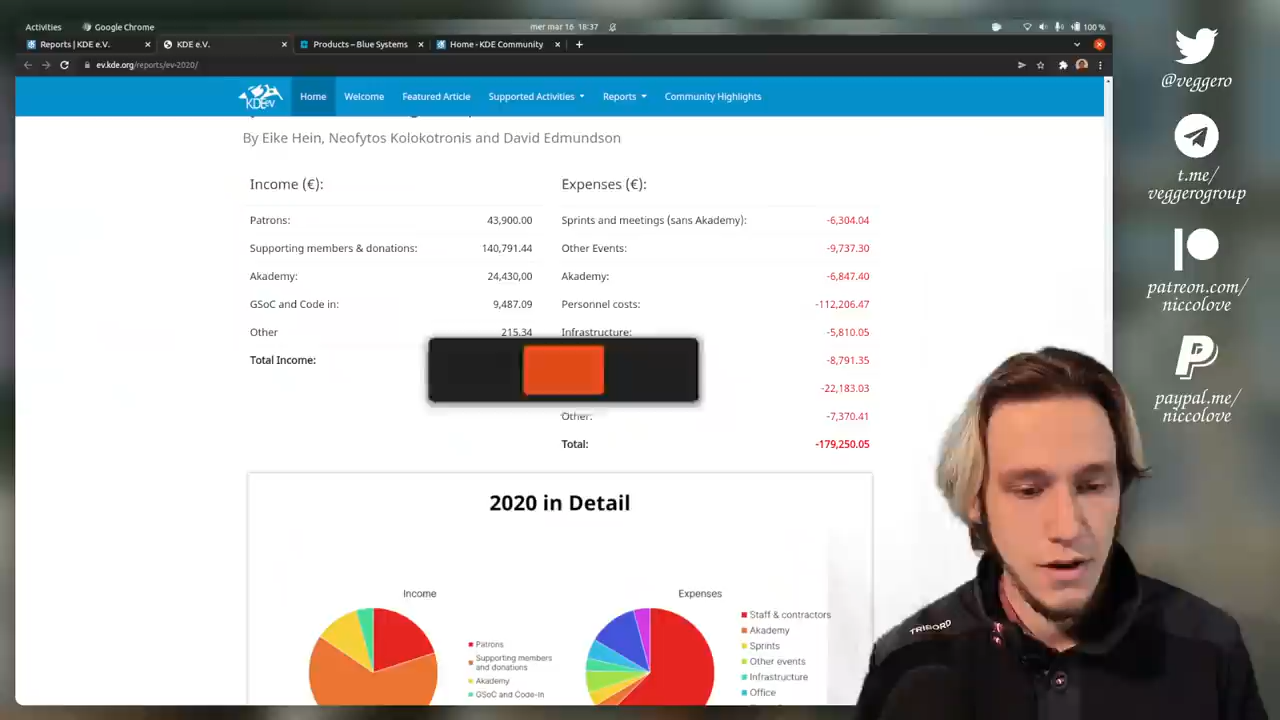 Activities
Google Chrome
mer mar 16 18:37
100 %
Reports | KDE e.V.
KDE e.V.
Products – Blue Systems
Home - KDE Community
ev.kde.org/reports/ev-2020/
KDE e.V.
Home
Welcome
Featured Article
Supported Activities
Reports
Community Highlights
By Eike Hein, Neofytos Kolokotronis and David Edmundson
Income (€):
Patrons: 43,900.00
Supporting members & donations: 140,791.44
Akademy: 24,430,00
GSoC and Code in: 9,487.09
Other 215.34
Total Income:
Expenses (€):
Sprints and meetings (sans Akademy): -6,304.04
Other Events: -9,737.30
Akademy: -6,847.40
Personnel costs: -112,206.47
Infrastructure: -5,810.05
-8,791.35
-22,183.03
Other: -7,370.41
Total: -179,250.05
2020 in Detail
Income
Patrons
Supporting members
and donations
Akademy
GSoC and Code-In
Expenses
Staff & contractors
Akademy
Sprints
Other events
Infrastructure
Office
@veggero
t.me/
veggerogroup
patreon.com/
niccolove
paypal.me/
niccolove
TRIBORD